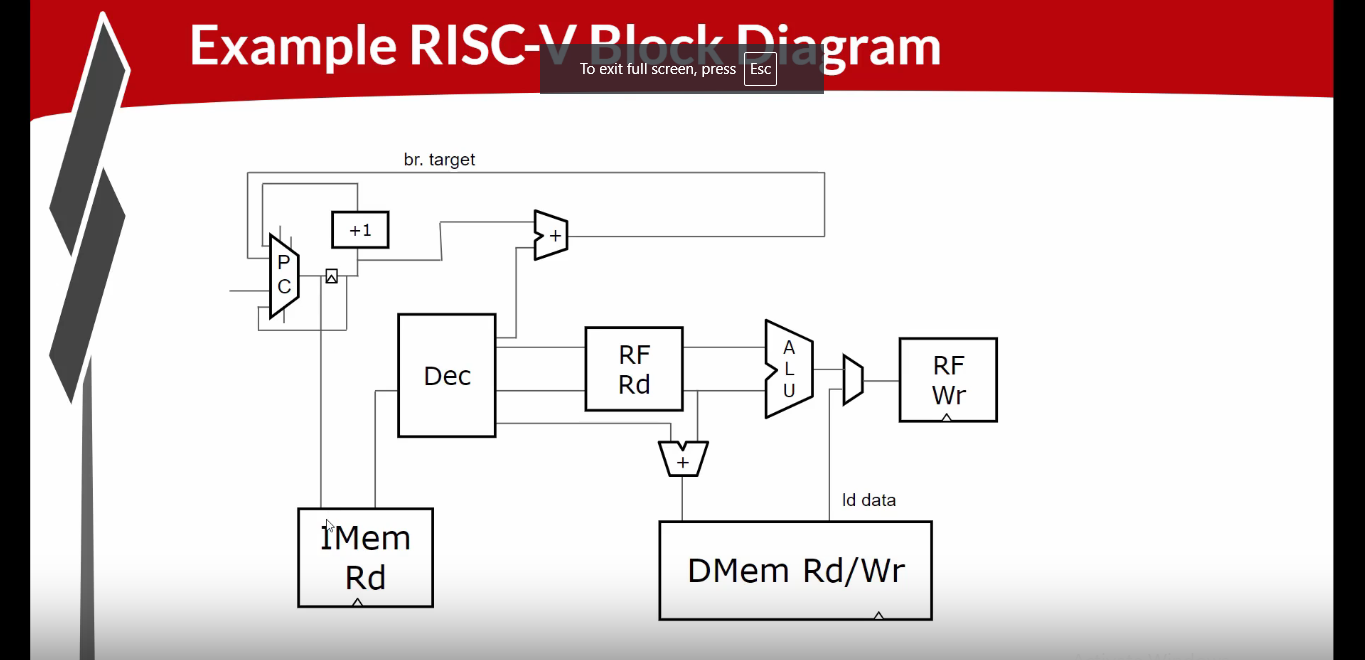 Example RISC-V Block Diagram
To exit full screen, press Esc
br. target
+1
+
P
C
Dec
RF
Rd
A
L
U
RF
Wr
+
ld data
IMem
Rd
DMem Rd/Wr